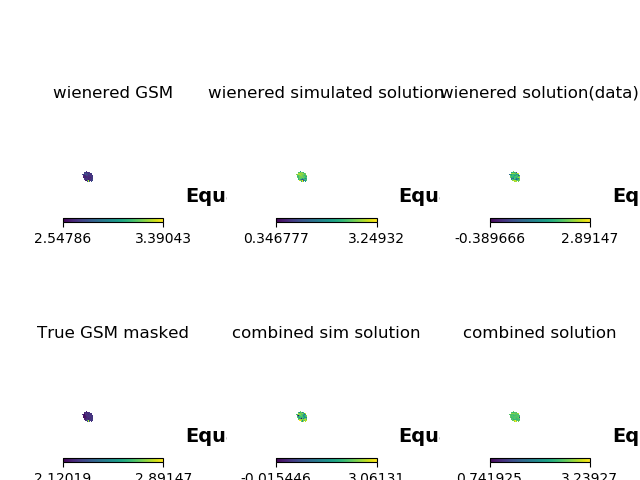 wienered GSM
wienered simulated solution
wienered solution(data)
Equ
Equ
Eq
2.54786 3.39043
0.346777 3.24932
-0.389666 2.89147
True GSM masked
combined sim solution
combined solution
Equ
Equ
Eq
2.12019 2.89147
-0.015446 3.06131
0.741925 3.23927